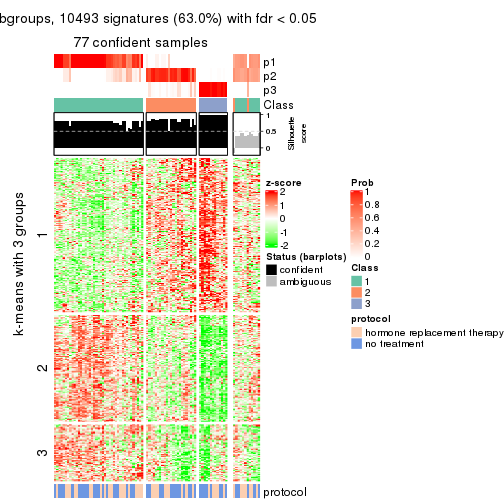 bgroups, 10493 signatures (63.0%) with fdr < 0.05
77 confident samples
p1
p2
p3
Class
1
0.5
0
Silhouette
score
k-means with 3 groups
1
2
3
z-score
2
1
0
-1
-2
Status (barplots)
confident
ambiguous
Prob
1
0.8
0.6
0.4
0.2
0
Class
1
2
3
protocol
hormone replacement therapy
no treatment
protocol